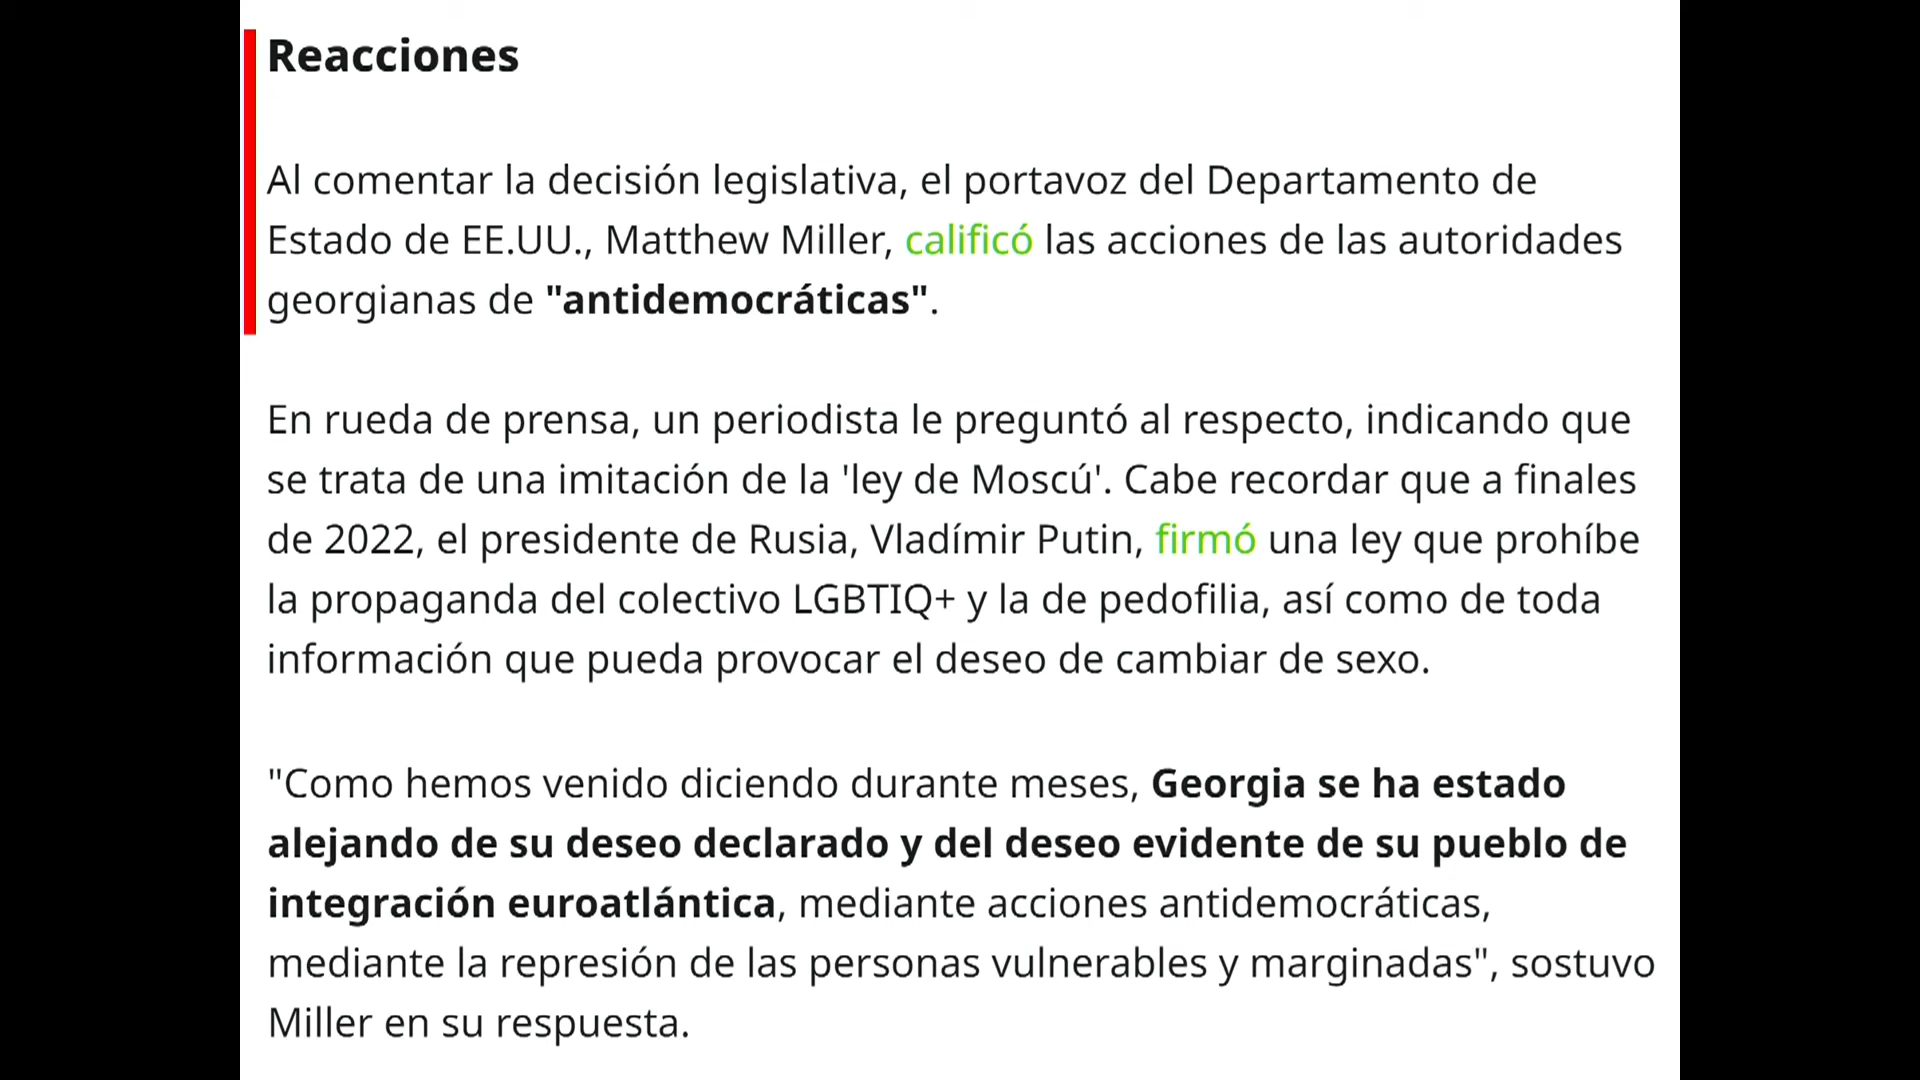 Reacciones
Al comentar la decisión legislativa, el portavoz del Departamento de
Estado de EE.UU., Matthew Miller, calificó las acciones de las autoridades
georgianas de "antidemocráticas".
En rueda de prensa, un periodista le preguntó al respecto, indicando que
se trata de una imitación de la 'ley de Moscú'. Cabe recordar que a finales
de 2022, el presidente de Rusia, Vladímir Putin, firmó una ley que prohíbe
la propaganda del colectivo LGBTIQ+ y la de pedofilia, así como de toda
información que pueda provocar el deseo de cambiar de sexo.
"Como hemos venido diciendo durante meses, Georgia se ha estado
alejando de su deseo declarado y del deseo evidente de su pueblo de
integración euroatlántica, mediante acciones antidemocráticas,
mediante la represión de las personas vulnerables y marginadas", sostuvo
Miller en su respuesta.